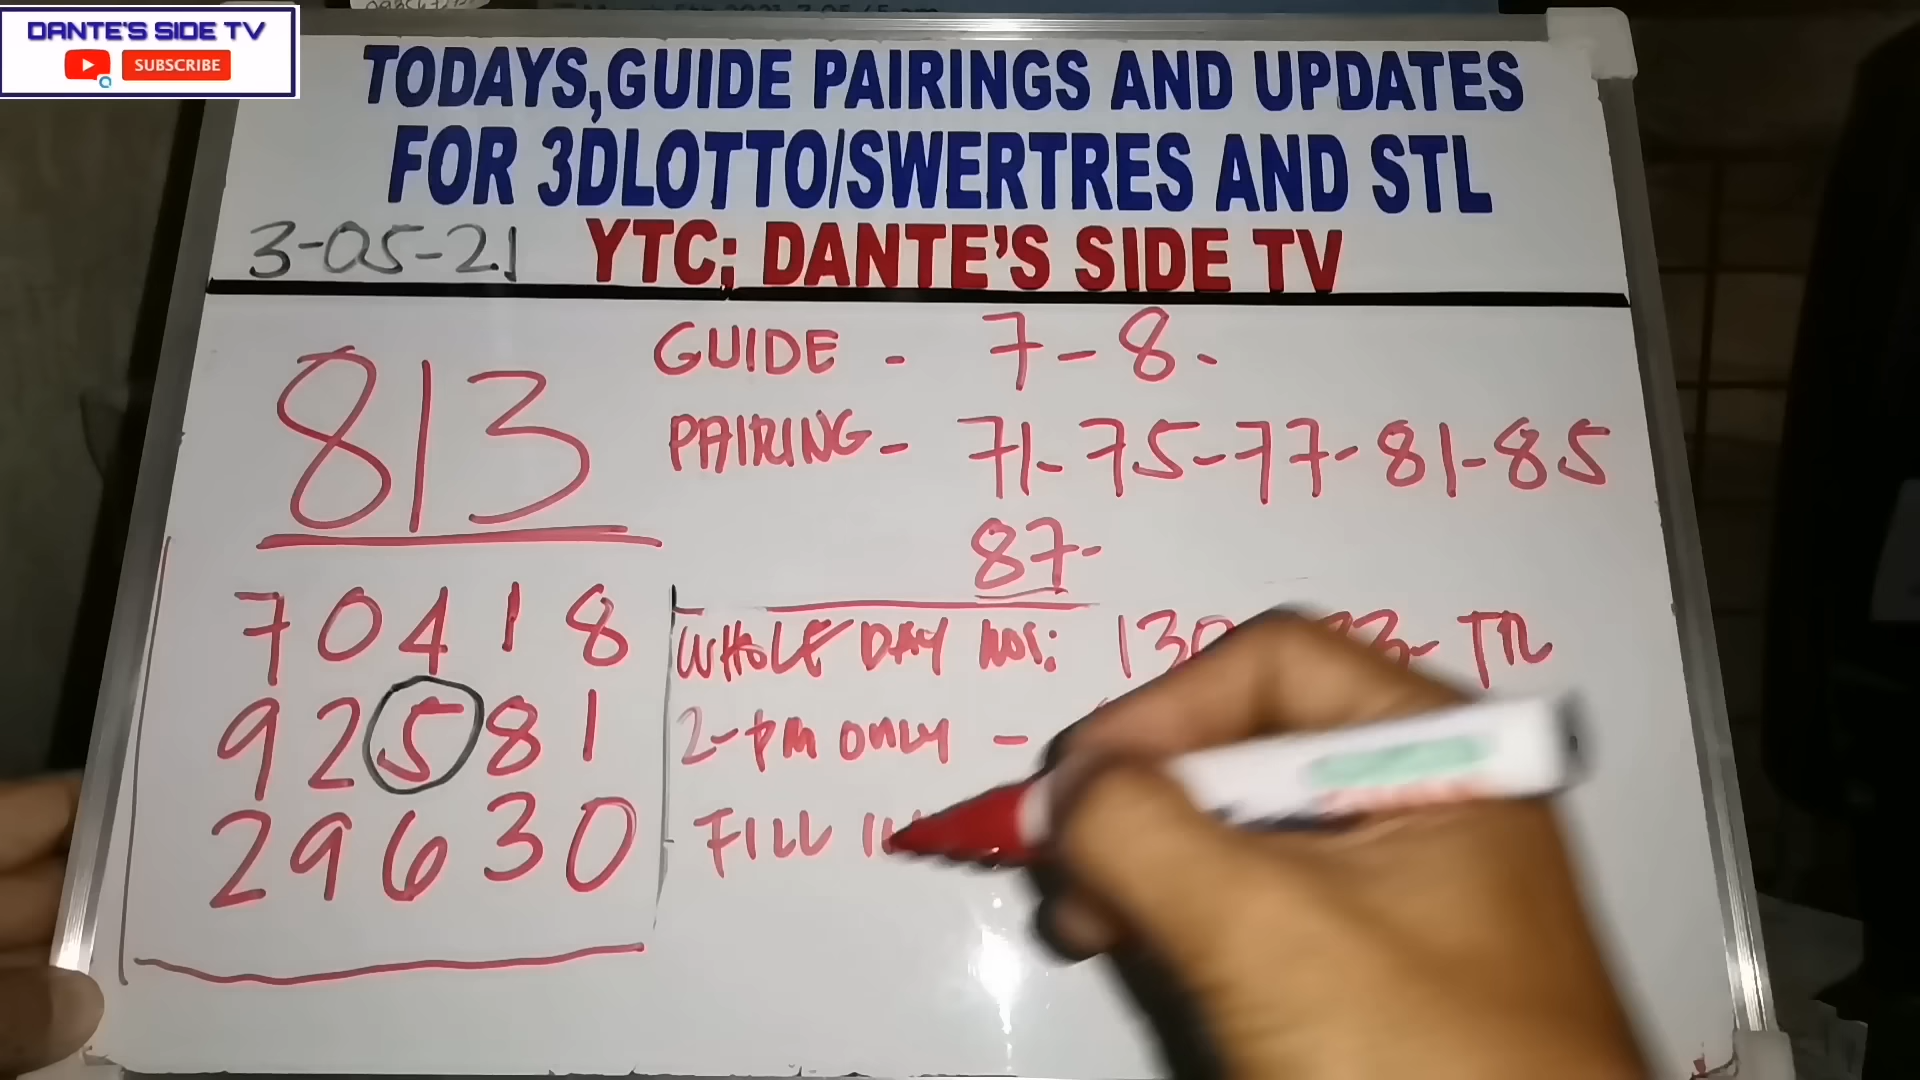 DANTE'S SIDE TV
SUBSCRIBE
TODAYS,GUIDE PAIRINGS AND UPDATES
FOR 3DLOTTO/SWERTRES AND STL
3-05-21 YTC; DANTE'S SIDE TV
813
GUIDE - 7-8-
PAIRING - 71-75-77-81-85
87-
70418
92581
29630
WHOLE DAY NOS: 130
2-PM ONLY -
FILL